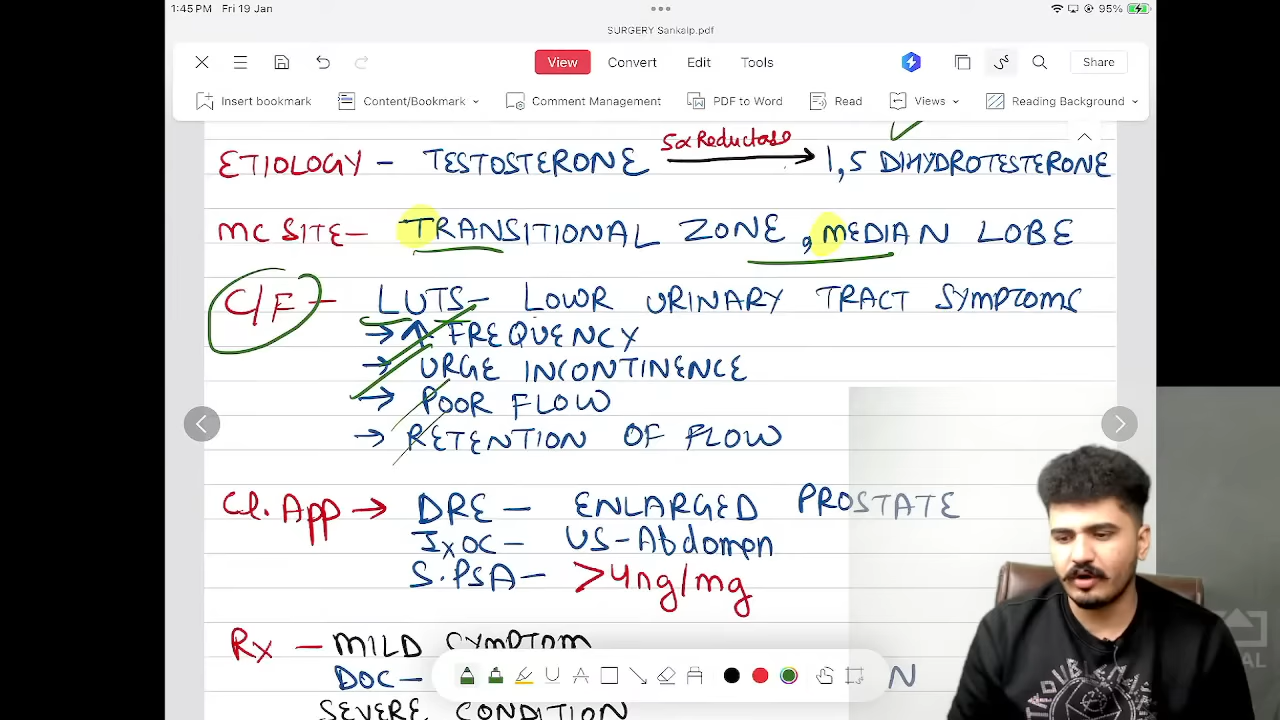 1:45 PM Fri 19 Jan
95%
SURGERY Sankalp.pdf
View Convert Edit Tools Share
Insert bookmark Content/Bookmark Comment Management PDF to Word Read Views Reading Background
ETIOLOGY – TESTOSTERONE 5α Reductase 1,5 DIHYDROTESTERONE
MC SITE – TRANSITIONAL ZONE, MEDIAN LOBE
C/F – LUTS – LOWR URINARY TRACT SYMPTOMS
→ ↑ FREQUENCY
→ URGE INCONTINENCE
→ POOR FLOW
→ RETENTION OF FLOW
Cl. App → DRE – ENLARGED PROSTATE
IxOC – US-Abdomen
S.PSA – >4ng/mg
Rx – MILD SYMPTOM
DOC – N
SEVERE CONDITION